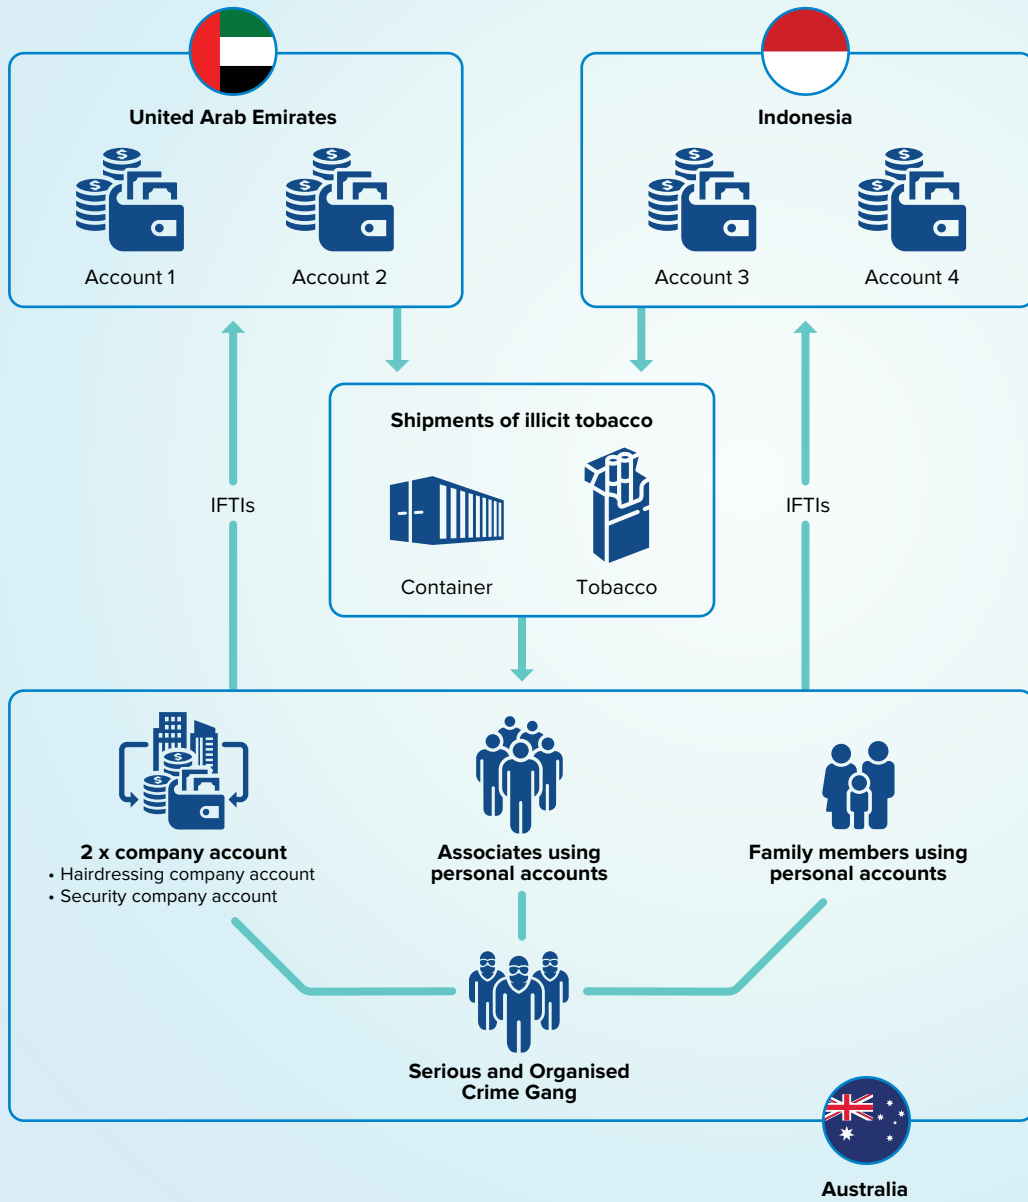 United Arab Emirates
Account 1
Account 2
Indonesia
Account 3
Account 4
IFTIs
Shipments of illicit tobacco
Container
Tobacco
IFTIs
2 x company account
• Hairdressing company account
• Security company account
Associates using
personal accounts
Family members using
personal accounts
Serious and Organised
Crime Gang
Australia